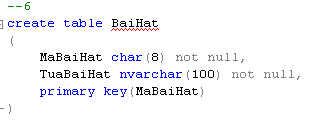 --6
create table BaiHat
(
MaBaiHat char(8) not null,
TuaBaiHat nvarchar(100) not null,
primary key(MaBaiHat)
)